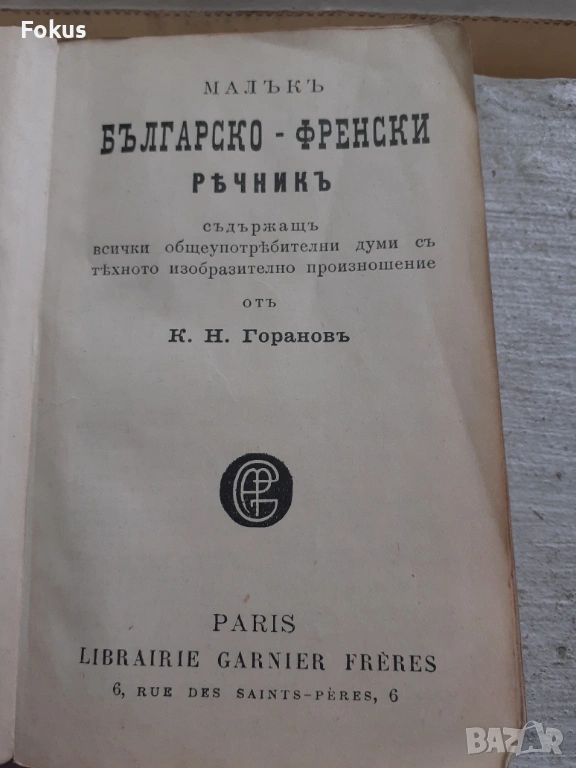 Fokus
МАЛЪКЪ
БЪЛГАРСКО - ФРЕНСКИ
РѢЧНИКЪ
съдържащъ
всички общеупотрѣбителни думи съ
тѣхното изобразително произношение
отъ
К. Н. Горановъ
PARIS
LIBRAIRIE GARNIER FRÈRES
6, RUE DES SAINTS-PÈRES, 6
BAZAR